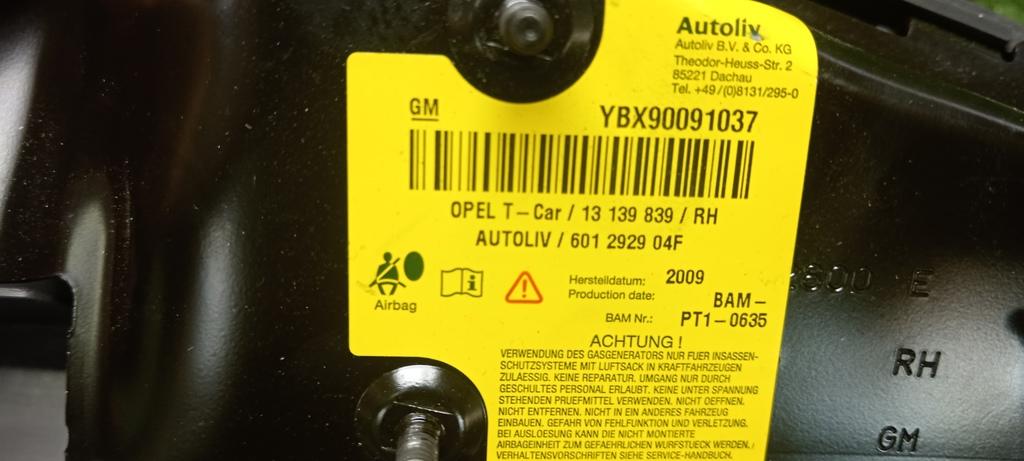 Autoliv
Autoliv B.V. & Co. KG
Theodor-Heuss-Str. 2
85221 Dachau
Tel. +49/(0)8131/295-0
GM
YBX90091037
OPEL T-Car / 13 139 839 / RH
AUTOLIV / 601 2929 04F
Airbag
Herstelldatum: 2009
Production date:
BAM-
BAM Nr.: PT1-0635
ACHTUNG !
VERWENDUNG DES GASGENERATORS NUR FUER INSASSEN-
SCHUTZSYSTEME MIT LUFTSACK IN KRAFTFAHRZEUGEN
ZULAESSIG. KEINE REPARATUR. UMGANG NUR DURCH
GESCHULTES PERSONAL ERLAUBT. KEINE UNTER SPANNUNG
STEHENDEN PRUEFMITTEL VERWENDEN. NICHT OEFFNEN.
NICHT ENTFERNEN. NICHT IN EIN ANDERES FAHRZEUG
EINBAUEN. GEFAHR VON FEHLFUNKTION UND VERLETZUNG.
BEI AUSLOESUNG KANN DIE NICHT MONTIERTE
AIRBAGEINHEIT ZUM GEFAEHRLICHEN WURFSTUECK WERDEN./
VERHALTENSVORSCHRIFTEN SIEHE SERVICE-HANDBUCH.
E
RH
GM